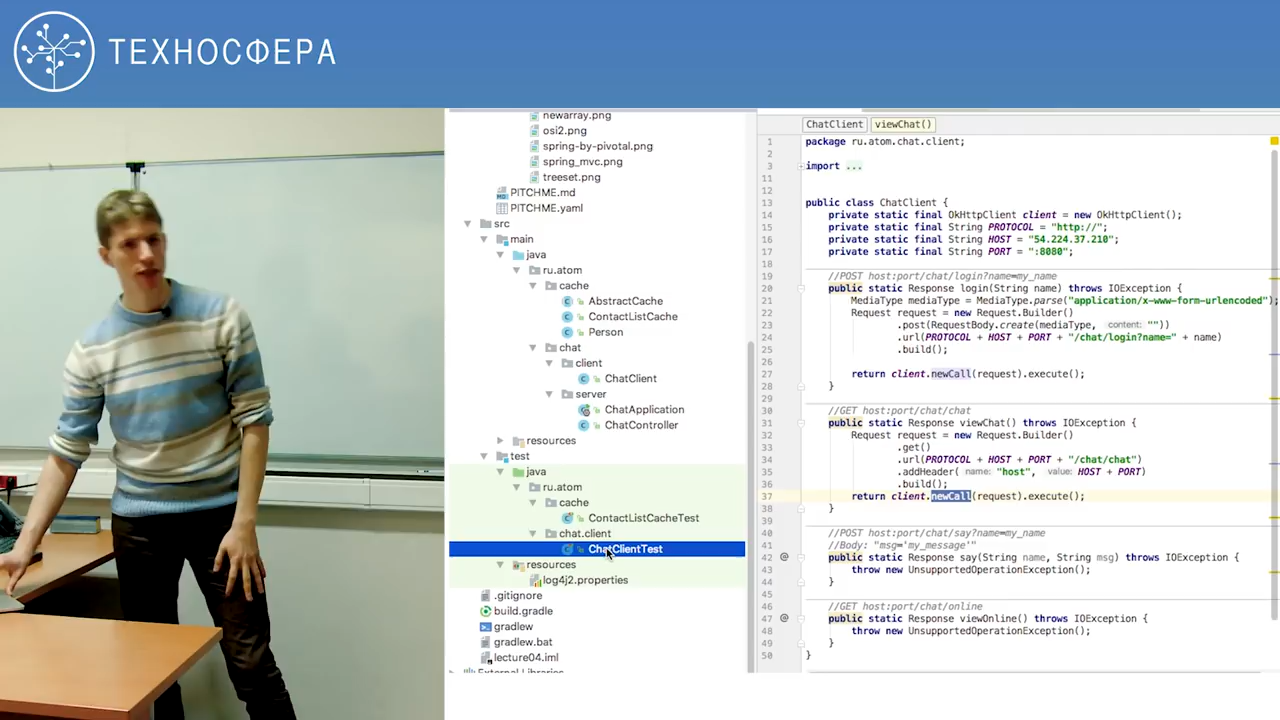 ТЕХНОСФЕРА
newarray.png
osi2.png
spring-by-pivotal.png
spring_mvc.png
treeset.png
PITCHME.md
PITCHME.yaml
src
main
java
ru.atom
cache
AbstractCache
ContactListCache
Person
chat
client
ChatClient
server
ChatApplication
ChatController
resources
test
java
ru.atom
cache
ContactListCacheTest
chat.client
ChatClientTest
resources
log4j2.properties
.gitignore
build.gradle
gradlew
gradlew.bat
lecture04.iml
External Libraries
ChatClient viewChat()
1 package ru.atom.chat.client;
2
3 import ...
11
12
13 public class ChatClient {
14 private static final OkHttpClient client = new OkHttpClient();
15 private static final String PROTOCOL = "http://";
16 private static final String HOST = "54.224.37.210";
17 private static final String PORT = ":8080";
18
19 //POST host:port/chat/login?name=my_name
20 public static Response login(String name) throws IOException {
21 MediaType mediaType = MediaType.parse("application/x-www-form-urlencoded");
22 Request request = new Request.Builder()
23 .post(RequestBody.create(mediaType, content: ""))
24 .url(PROTOCOL + HOST + PORT + "/chat/login?name=" + name)
25 .build();
26
27 return client.newCall(request).execute();
28 }
29
30 //GET host:port/chat/chat
31 public static Response viewChat() throws IOException {
32 Request request = new Request.Builder()
33 .get()
34 .url(PROTOCOL + HOST + PORT + "/chat/chat")
35 .addHeader( name: "host", value: HOST + PORT)
36 .build();
37 return client.newCall(request).execute();
38 }
39
40 //POST host:port/chat/say?name=my_name
41 //Body: "msg='my_message'"
42 @ public static Response say(String name, String msg) throws IOException {
43 throw new UnsupportedOperationException();
44 }
45
46 //GET host:port/chat/online
47 @ public static Response viewOnline() throws IOException {
48 throw new UnsupportedOperationException();
49 }
50 }